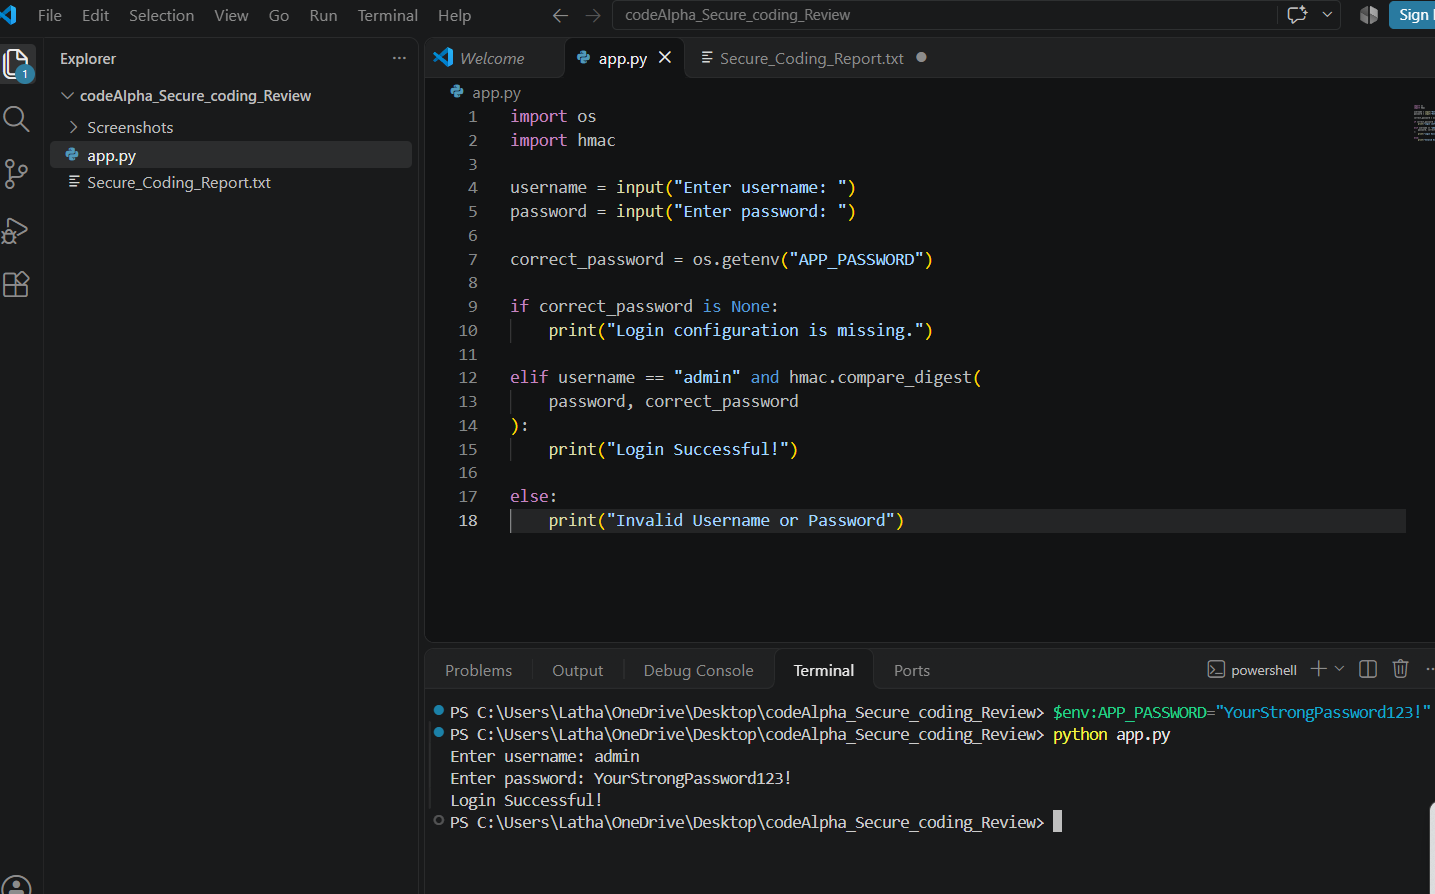 File Edit Selection View Go Run Terminal Help
codeAlpha_Secure_coding_Review
Sign
1
Explorer
codeAlpha_Secure_coding_Review
Screenshots
app.py
Secure_Coding_Report.txt
Welcome
app.py
Secure_Coding_Report.txt
app.py
1 import os
2 import hmac
3
4 username = input("Enter username: ")
5 password = input("Enter password: ")
6
7 correct_password = os.getenv("APP_PASSWORD")
8
9 if correct_password is None:
10     print("Login configuration is missing.")
11
12 elif username == "admin" and hmac.compare_digest(
13     password, correct_password
14 ):
15     print("Login Successful!")
16
17 else:
18     print("Invalid Username or Password")
Problems Output Debug Console Terminal Ports
powershell
PS C:\Users\Latha\OneDrive\Desktop\codeAlpha_Secure_coding_Review> $env:APP_PASSWORD="YourStrongPassword123!"
PS C:\Users\Latha\OneDrive\Desktop\codeAlpha_Secure_coding_Review> python app.py
Enter username: admin
Enter password: YourStrongPassword123!
Login Successful!
PS C:\Users\Latha\OneDrive\Desktop\codeAlpha_Secure_coding_Review>